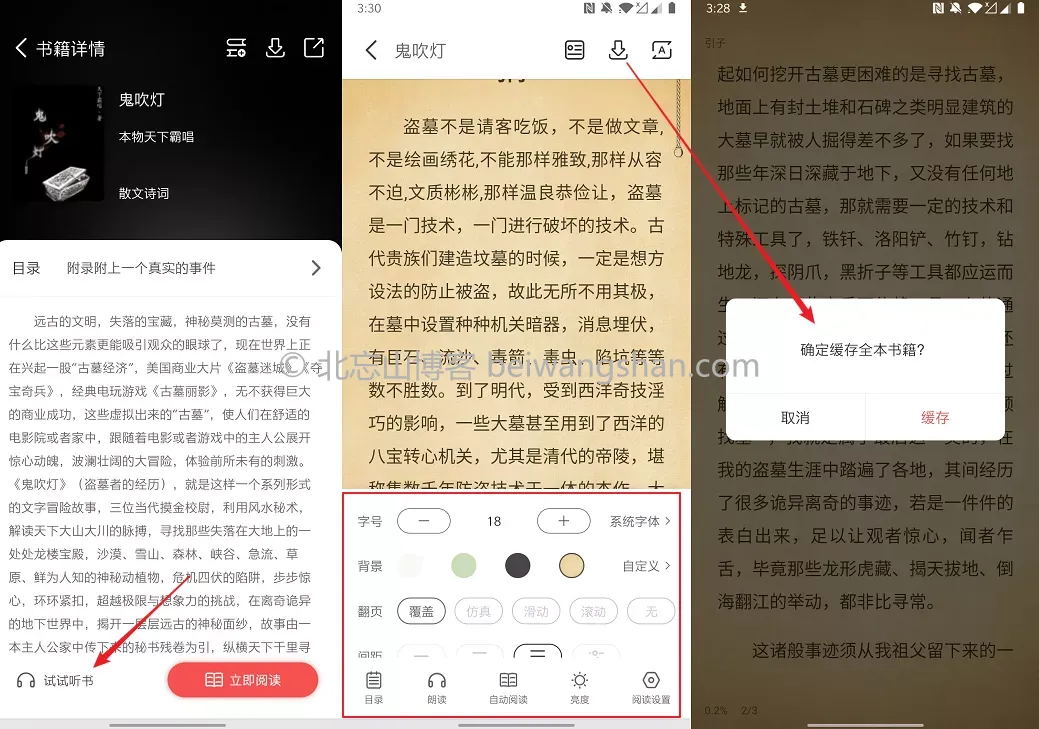 书籍详情
鬼吹灯
本物天下霸唱
散文诗词
目录 附录附上一个真实的事件
远古的文明，失落的宝藏，神秘莫测的古墓，没有
什么比这些元素更能吸引观众的眼球了，现在世界上正
在兴起一股“古墓经济”，美国商业大片《盗墓迷城》《夺
宝奇兵》，经典电玩游戏《古墓丽影》，无不获得巨大
的商业成功，这些虚拟出来的“古墓”，使人们在舒适的
电影院或者家中，跟随着电影或者游戏中的主人公展开
惊心动魄，波澜壮阔的大冒险，体验前所未有的刺激。
《鬼吹灯》（盗墓者的经历），就是这样一个系列形式
的文字冒险故事，三位当代摸金校尉，利用风水秘术，
解读天下大山大川的脉搏，寻找那些失落在大地上的一
处处龙楼宝殿，沙漠、雪山、森林、峡谷、急流、草
原、鲜为人知的神秘动植物，危机四伏的陷阱，步步惊
心，环环紧扣，超越极限与想象力的挑战，在离奇诡异
的地下世界中，揭开一层层远古的神秘面纱，故事由一
本主人公家中传下来的秘书残卷为引，纵横天下千里寻
试试听书
立即阅读
3:30
鬼吹灯
盗墓不是请客吃饭，不是做文章,
不是绘画绣花,不能那样雅致,那样从容
不迫,文质彬彬,那样温良恭俭让，盗墓
是一门技术，一门进行破坏的技术。古
代贵族们建造坟墓的时候，一定是想方
设法的防止被盗，故此无所不用其极，
在墓中设置种种机关暗器，消息埋伏，
有巨石、流沙、毒箭、毒虫、陷坑等等
数不胜数。到了明代，受到西洋奇技淫
巧的影响，一些大墓甚至用到了西洋的
八宝转心机关，尤其是清代的帝陵，堪
称集数千年防盗技术于一体的杰作，大
字号 18 系统字体
背景 自定义
翻页 覆盖 仿真 滑动 滚动 无
间距
目录 朗读 自动阅读 亮度 阅读设置
3:28
引子
起如何挖开古墓更困难的是寻找古墓，
地面上有封土堆和石碑之类明显建筑的
大墓早就被人掘得差不多了，如果要找
那些年深日深藏于地下，又没有任何地
上标记的古墓，那就需要一定的技术和
特殊工具了，铁钎、洛阳铲、竹钉，钻
地龙，探阴爪，黑折子等工具都应运而
确定缓存全本书籍?
取消 缓存
我的盗墓生涯中踏遍了各地，其间经历
了很多诡异离奇的事迹，若是一件件的
表白出来，足以让观者惊心，闻者乍
舌，毕竟那些龙形虎藏、揭天拔地、倒
海翻江的举动，都非比寻常。
这诸般事迹须从我祖父留下来的一
0.2% 2/3
© 北忘山博客 beiwangshan.com